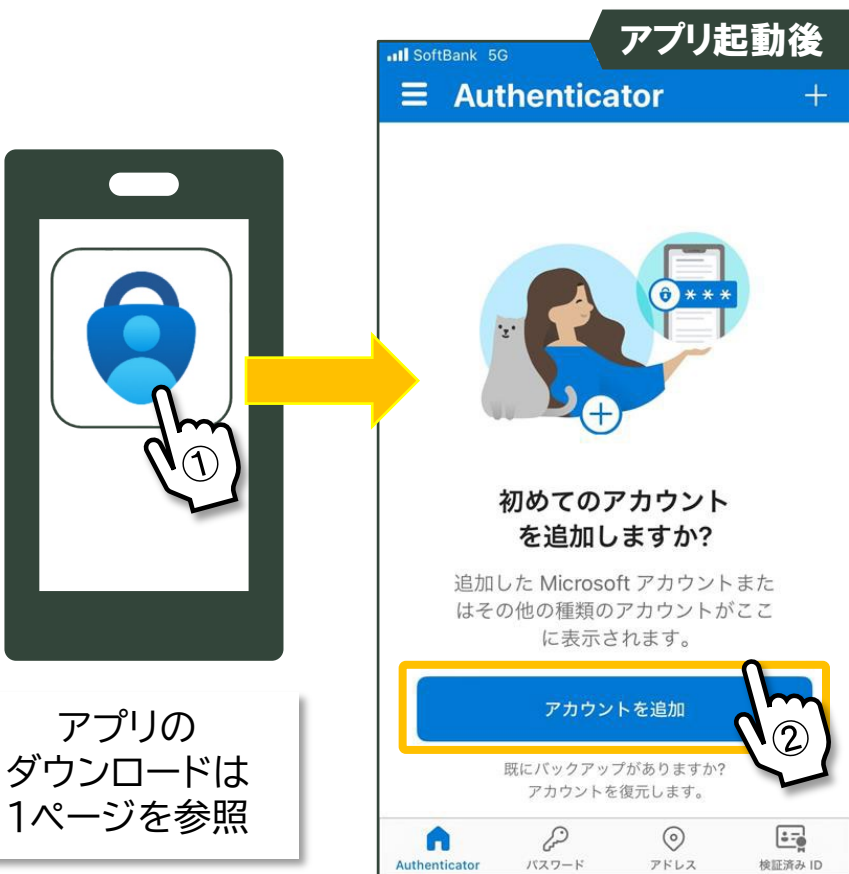 アプリ起動後
SoftBank 5G
Authenticator
①
初めてのアカウント
を追加しますか?
追加した Microsoft アカウントまた
はその他の種類のアカウントがここ
に表示されます。
アカウントを追加
②
既にバックアップがありますか?
アカウントを復元します。
Authenticator パスワード アドレス 検証済み ID
アプリの
ダウンロードは
1ページを参照